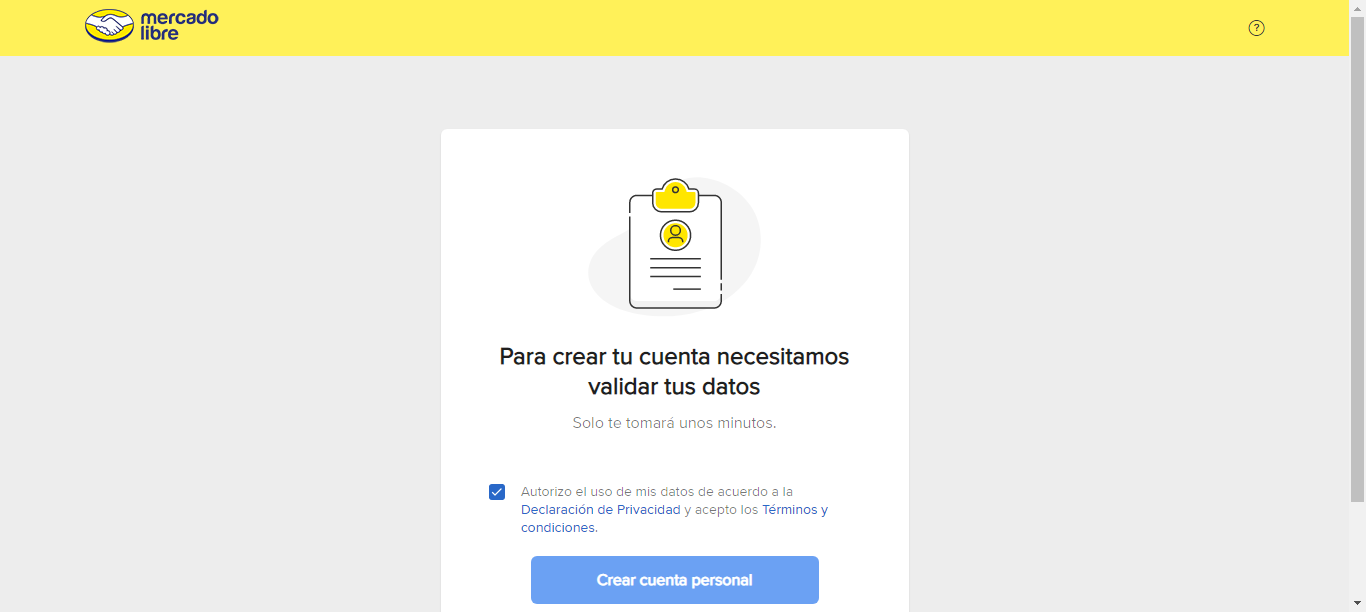 mercado
libre
?
Para crear tu cuenta necesitamos
validar tus datos
Solo te tomará unos minutos.
Autorizo el uso de mis datos de acuerdo a la
Declaración de Privacidad y acepto los Términos y
condiciones.
Crear cuenta personal